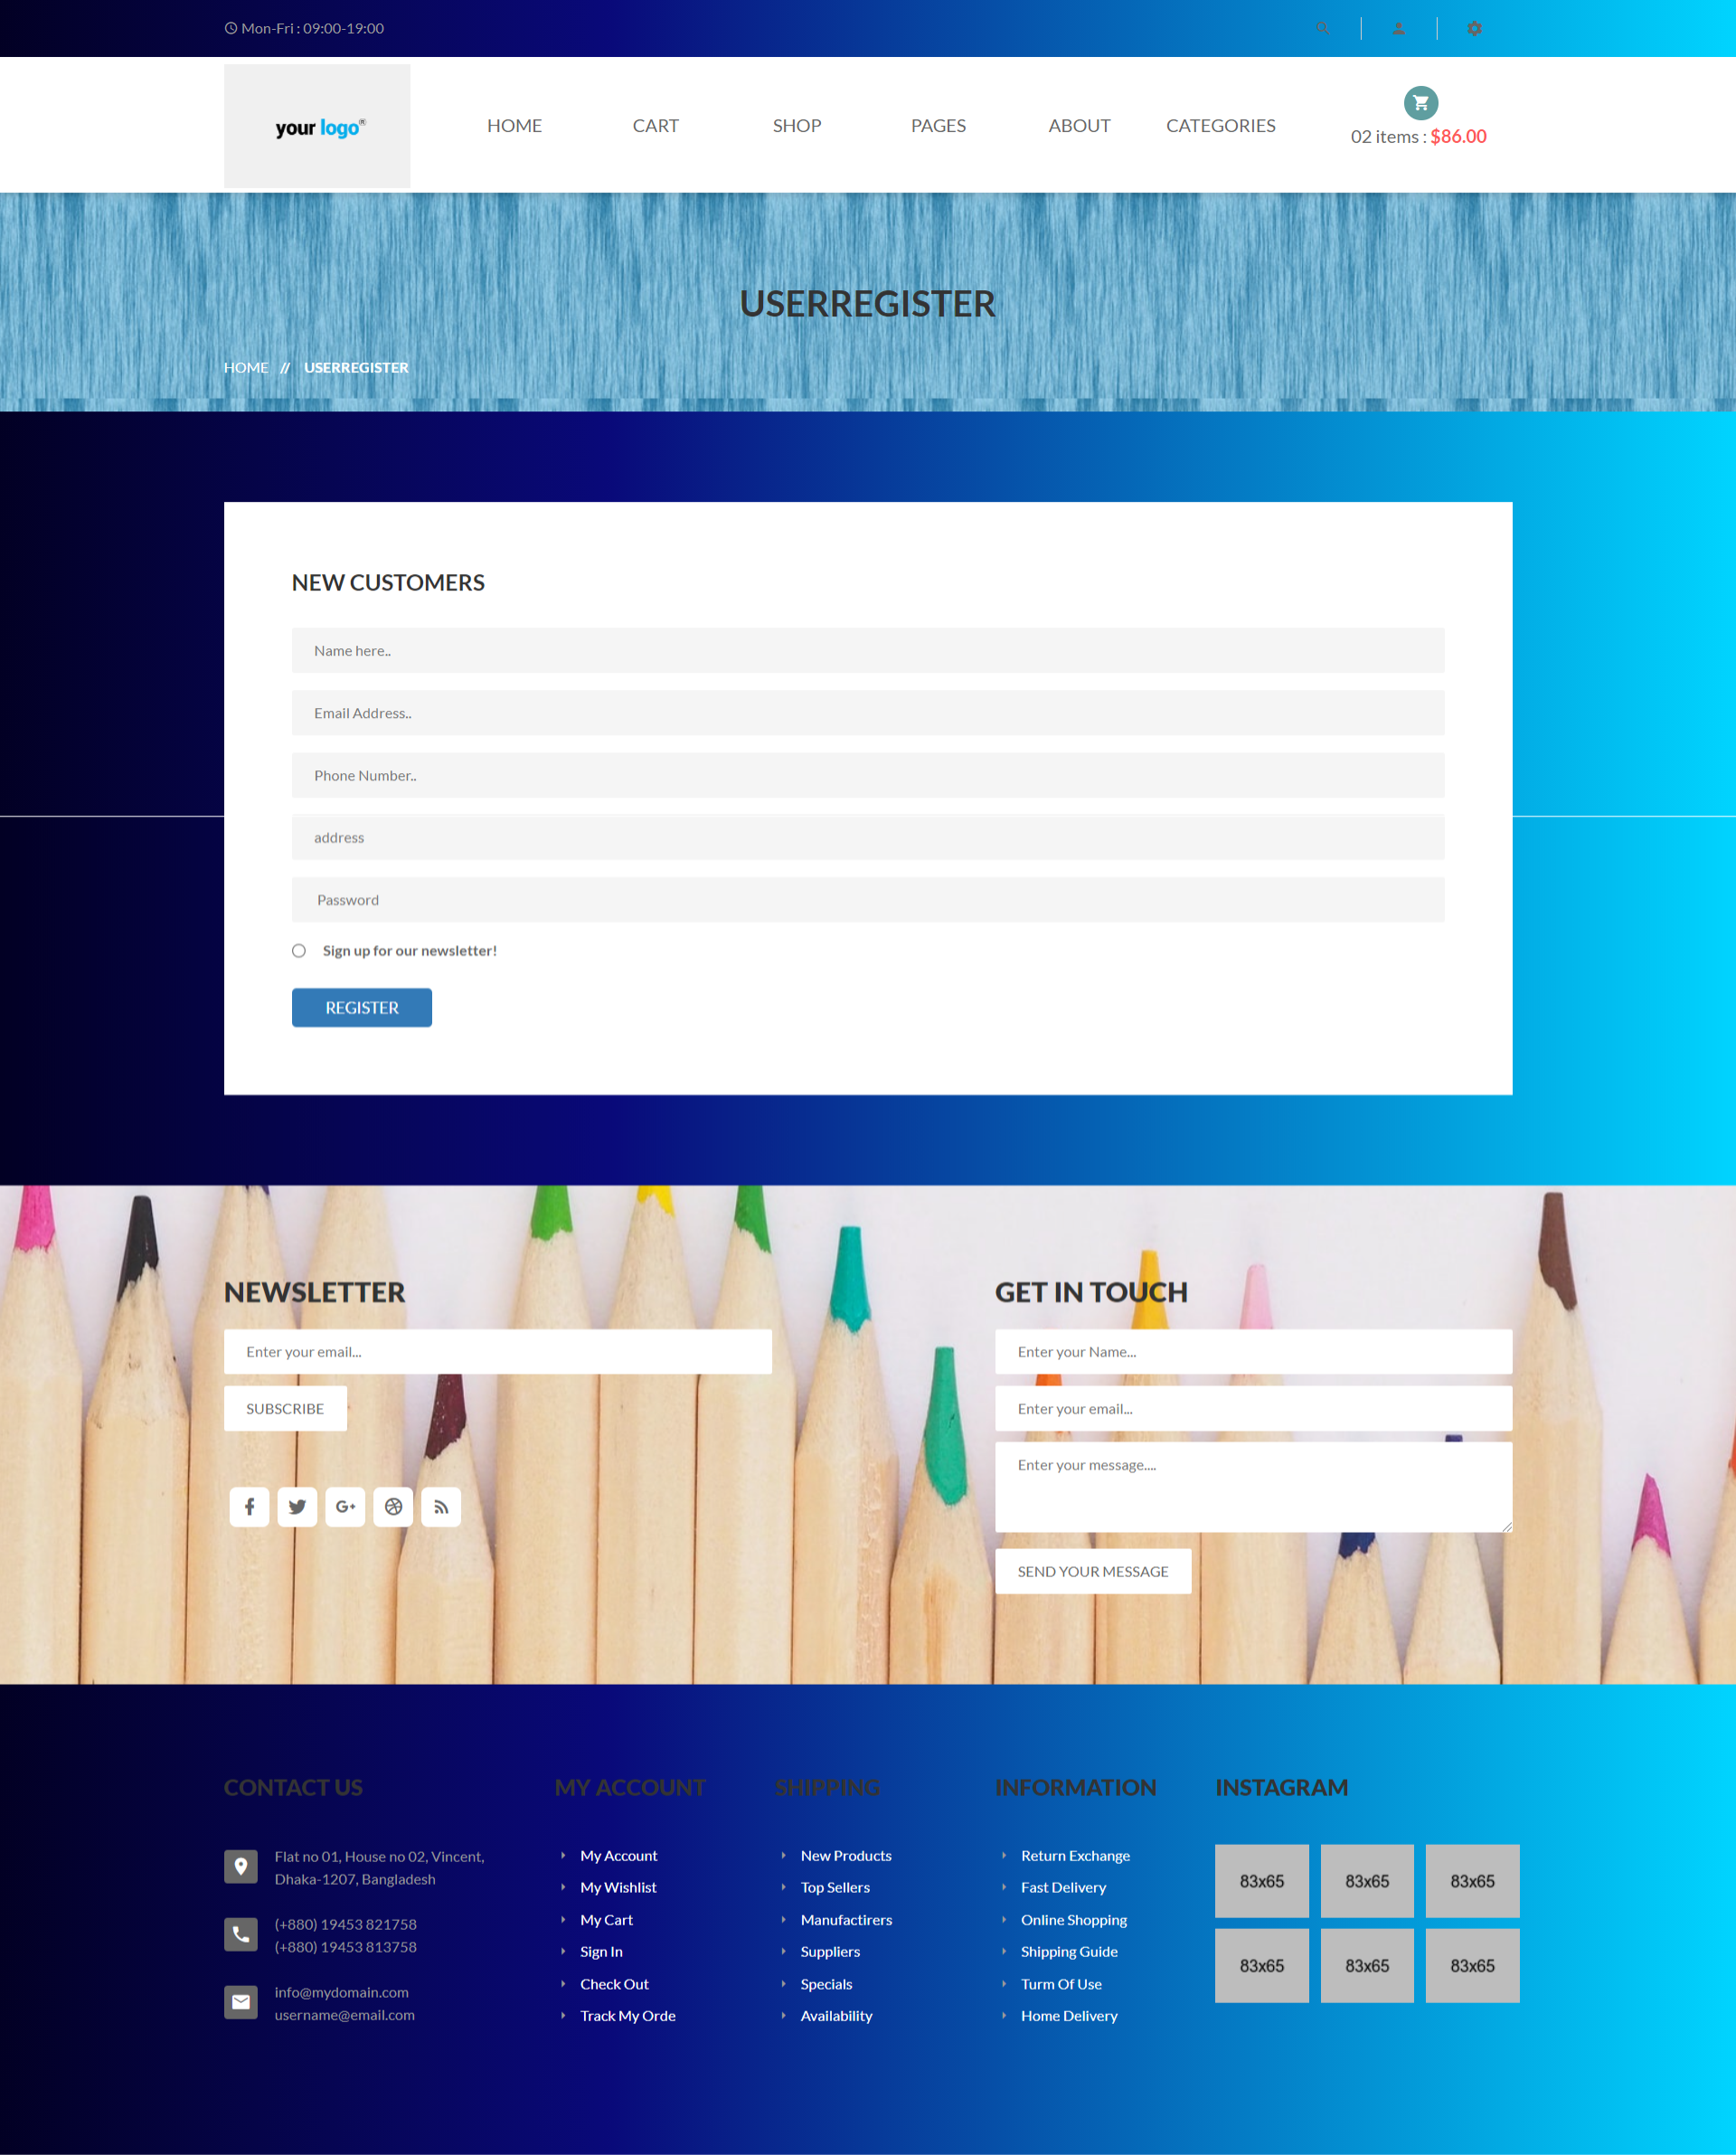 Mon-Fri : 09:00-19:00
your logo®
HOME
CART
SHOP
PAGES
ABOUT
CATEGORIES
02 items : $86.00
USERREGISTER
HOME // USERREGISTER
NEW CUSTOMERS
Name here..
Email Address..
Phone Number..
address
Password
Sign up for our newsletter!
REGISTER
NEWSLETTER
Enter your email...
SUBSCRIBE
GET IN TOUCH
Enter your Name...
Enter your email...
Enter your message....
SEND YOUR MESSAGE
CONTACT US
Flat no 01, House no 02, Vincent,
Dhaka-1207, Bangladesh
(+880) 19453 821758
(+880) 19453 813758
info@mydomain.com
username@email.com
MY ACCOUNT
My Account
My Wishlist
My Cart
Sign In
Check Out
Track My Orde
SHIPPING
New Products
Top Sellers
Manufactirers
Suppliers
Specials
Availability
INFORMATION
Return Exchange
Fast Delivery
Online Shopping
Shipping Guide
Turm Of Use
Home Delivery
INSTAGRAM
83x65 83x65 83x65
83x65 83x65 83x65